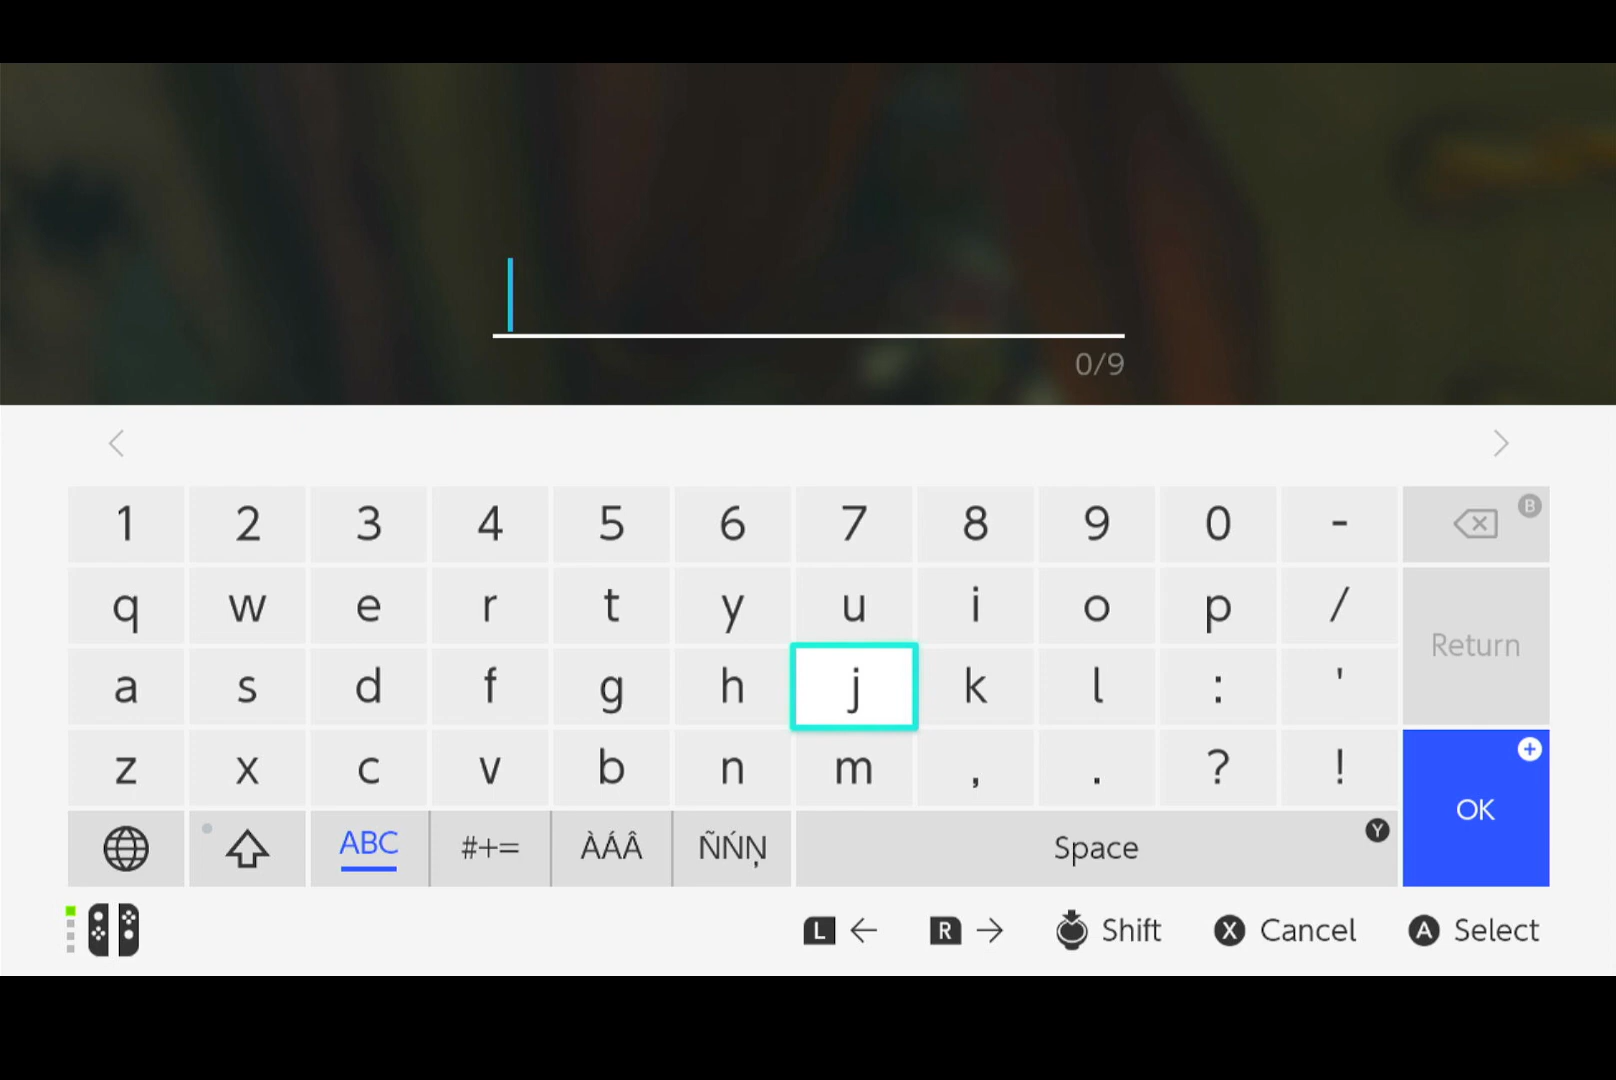 0/9
1 2 3 4 5 6 7 8 9 0 - B
q w e r t y u i o p / Return
a s d f g h j k l : '
z x c v b n m , . ? ! + OK
ABC #+= ÀÁÂ ÑŃŅ Space Y
L ← R → Shift X Cancel A Select